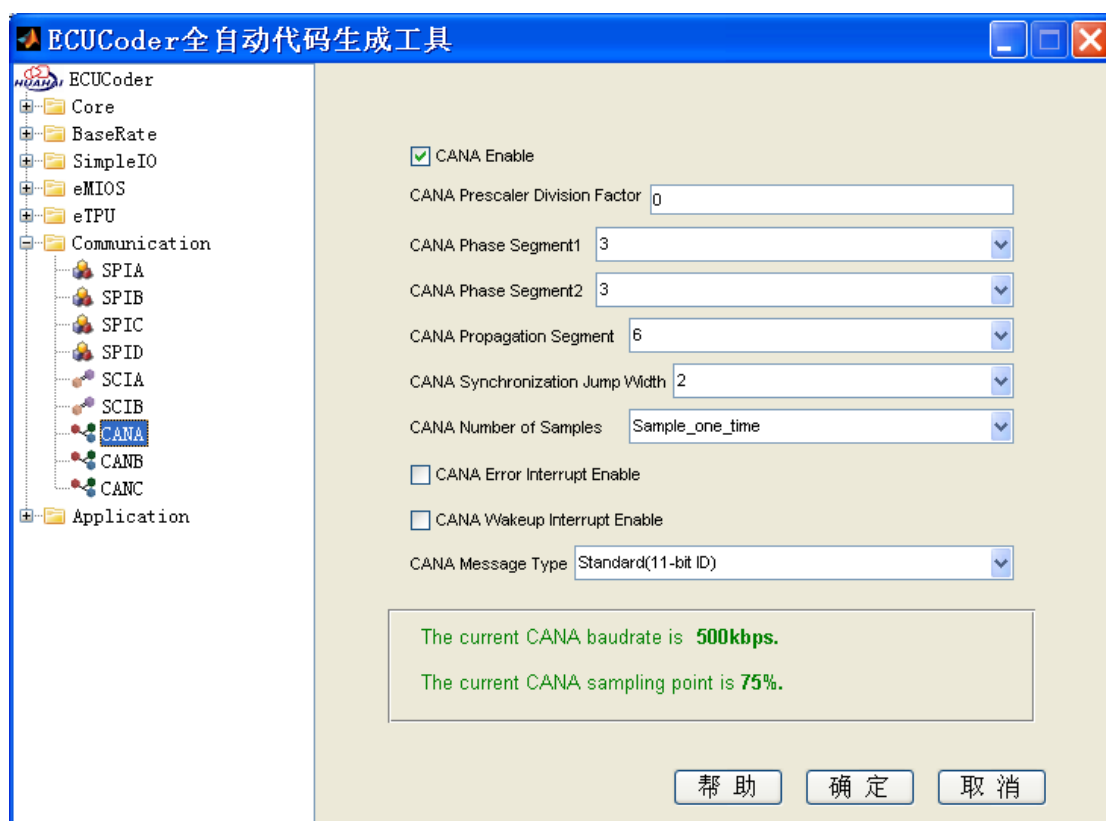 ECUCoder全自动代码生成工具
HUAHAI ECUCoder
Core
BaseRate
SimpleIO
eMIOS
eTPU
Communication
SPIA
SPIB
SPIC
SPID
SCIA
SCIB
CANA
CANB
CANC
Application
CANA Enable
CANA Prescaler Division Factor 0
CANA Phase Segment1 3
CANA Phase Segment2 3
CANA Propagation Segment 6
CANA Synchronization Jump Width 2
CANA Number of Samples Sample_one_time
CANA Error Interrupt Enable
CANA Wakeup Interrupt Enable
CANA Message Type Standard(11-bit ID)
The current CANA baudrate is 500kbps.
The current CANA sampling point is 75%.
帮助 确定 取消